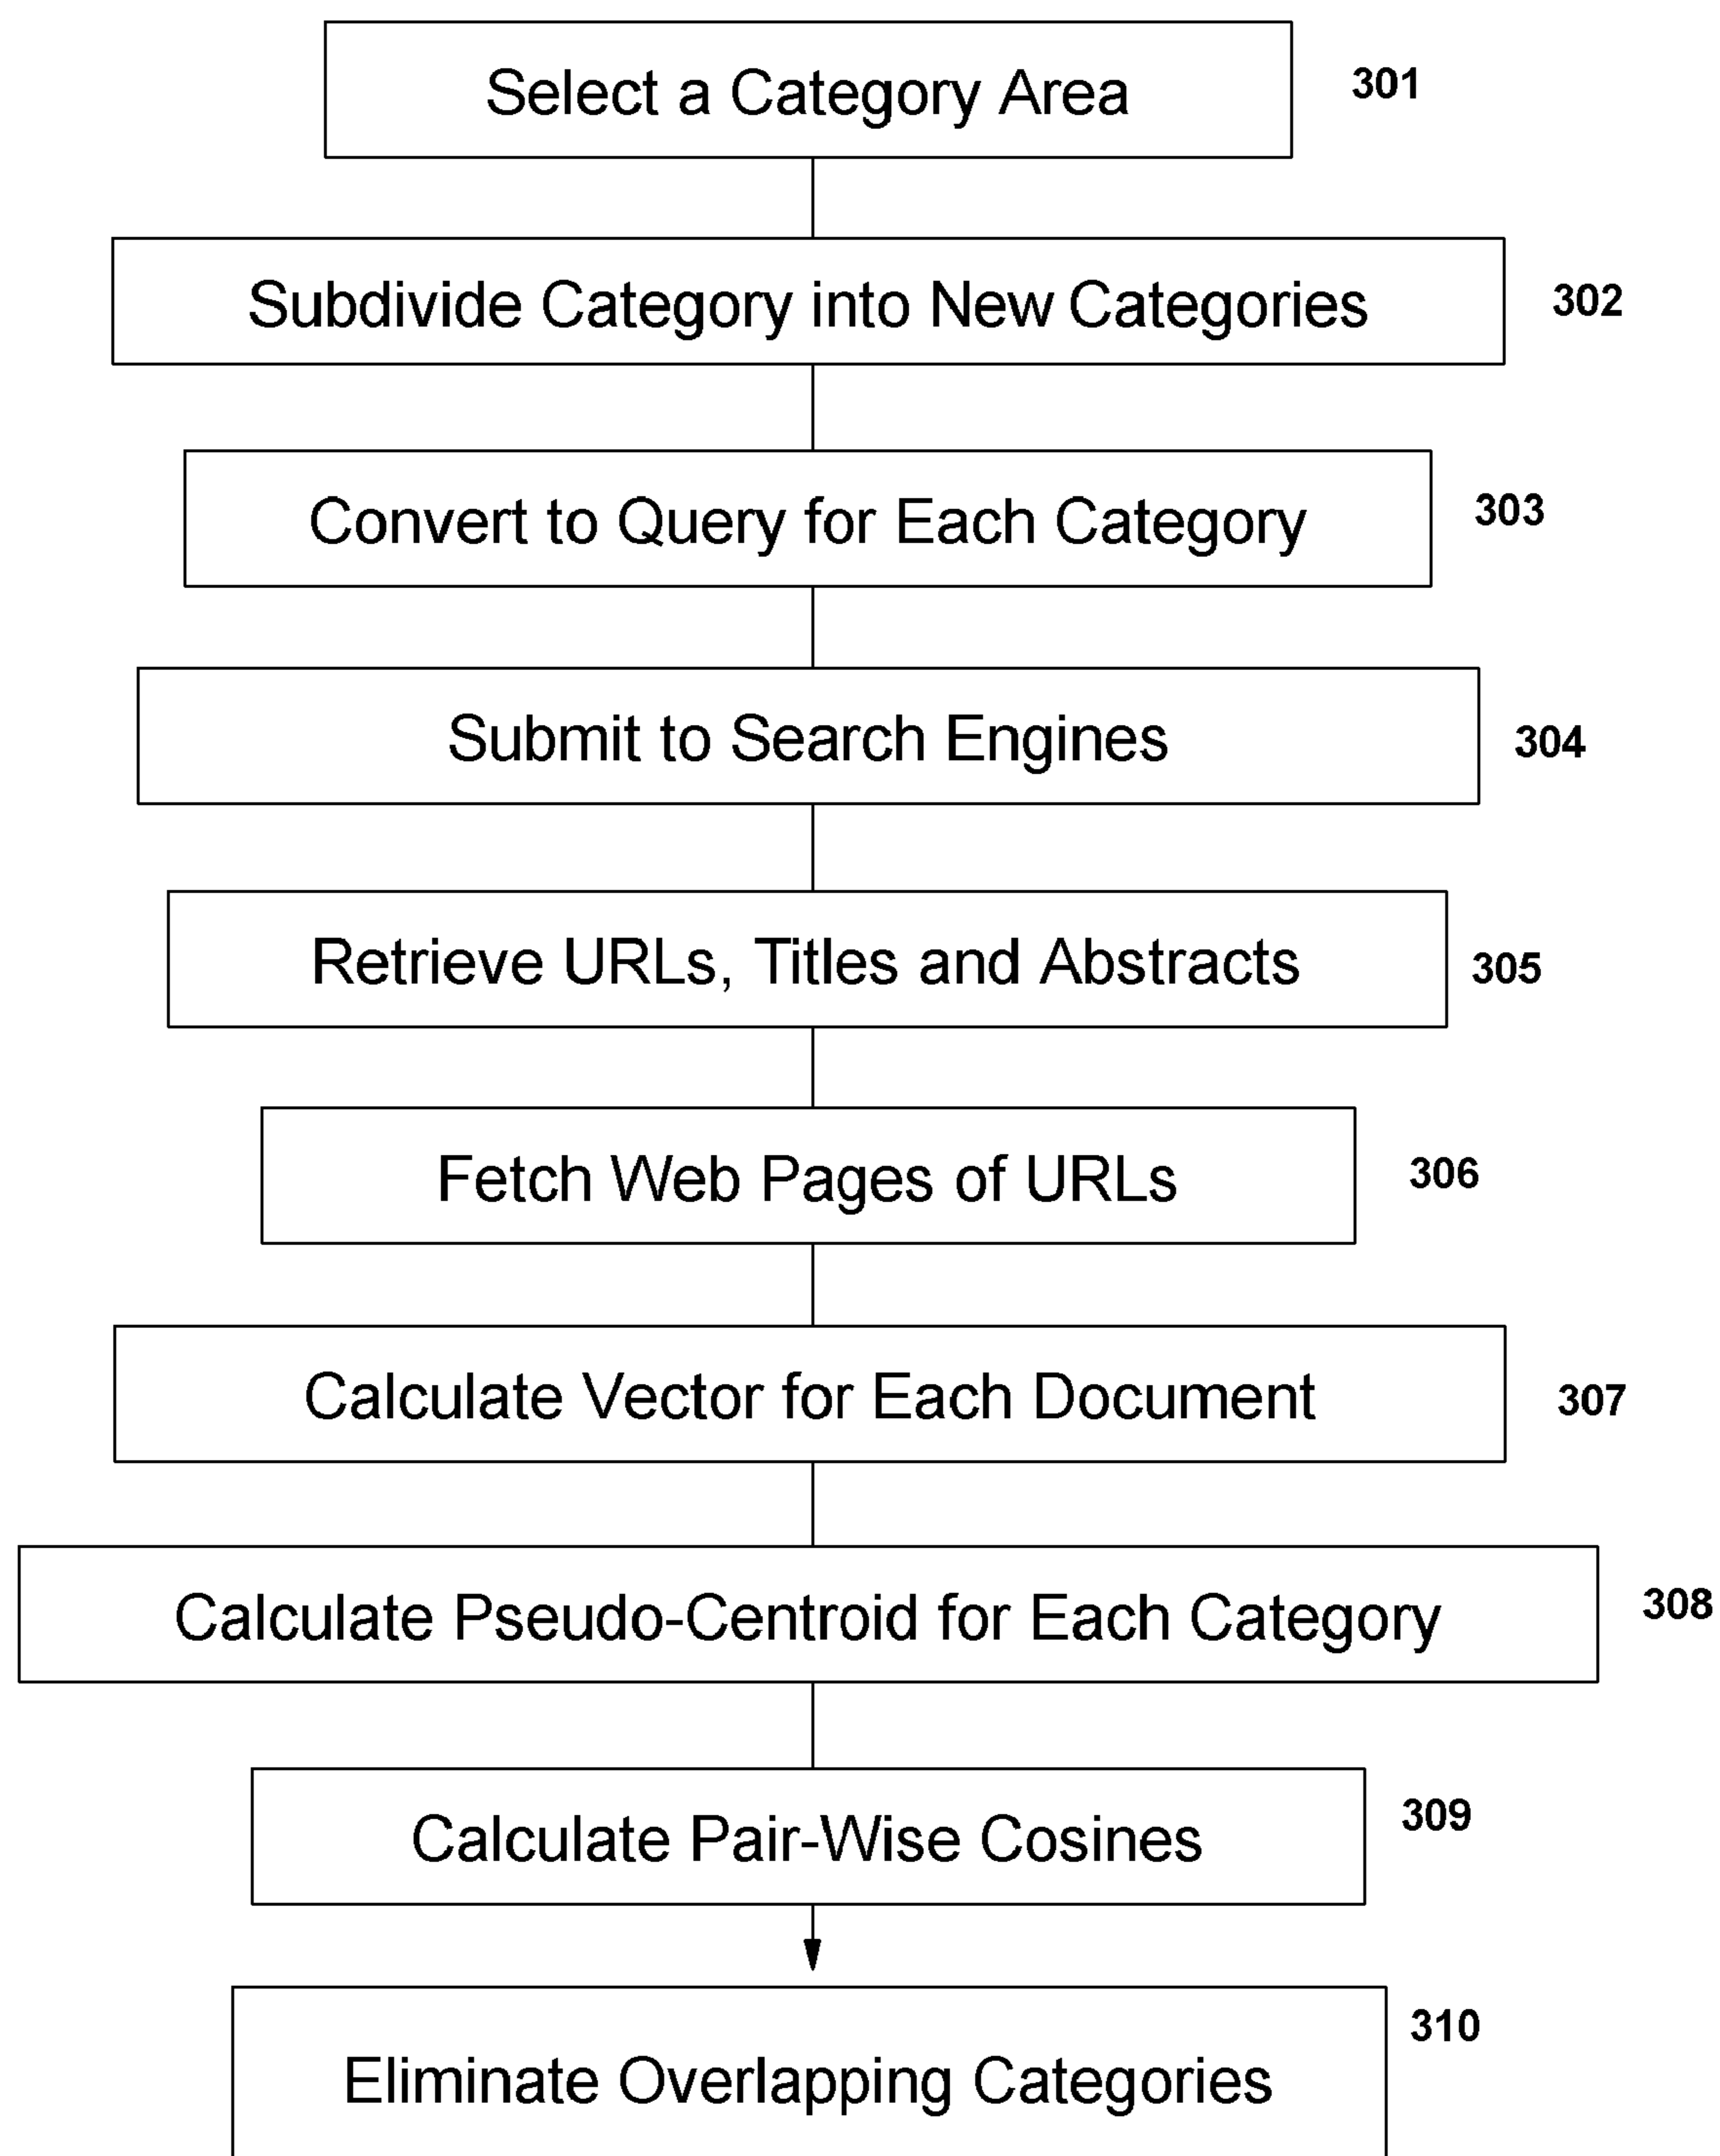 Select a Category Area
301
Subdivide Category into New Categories
302
Convert to Query for Each Category
303
Submit to Search Engines
304
Retrieve URLs, Titles and Abstracts
305
Fetch Web Pages of URLs
306
Calculate Vector for Each Document
307
Calculate Pseudo-Centroid for Each Category
308
Calculate Pair-Wise Cosines
309
Eliminate Overlapping Categories
310